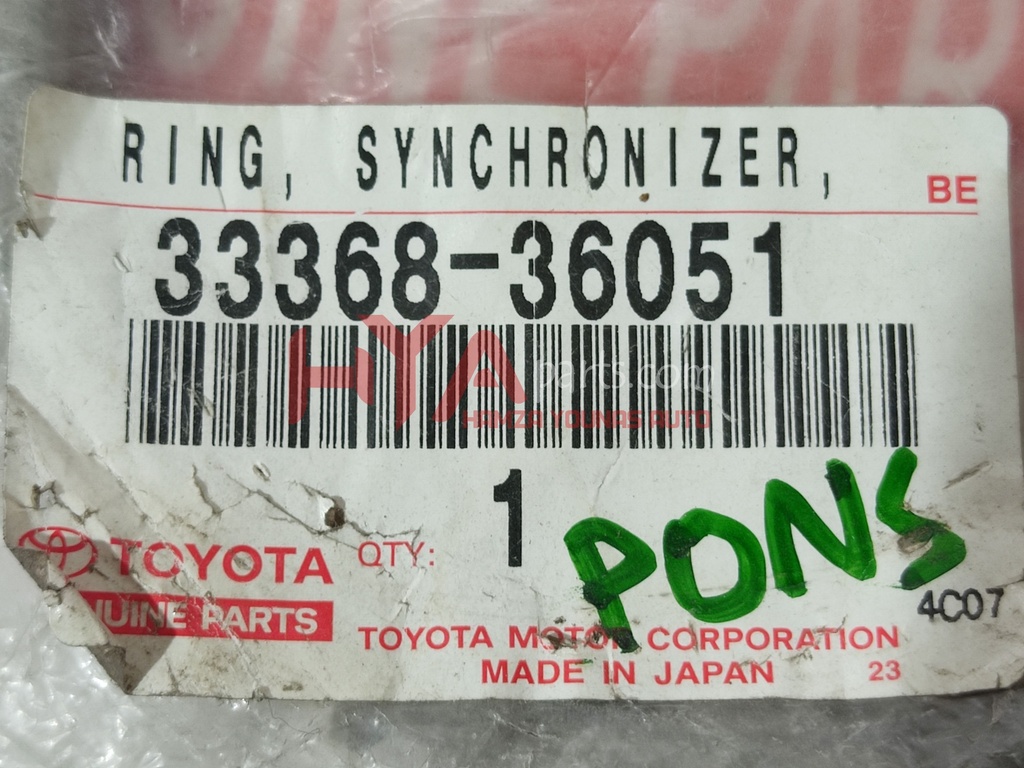 RING, SYNCHRONIZER,
BE
33368-36051
HYA parts.com
HAMZA YOUNAS AUTO
1
QTY:
PONS
TOYOTA
UINE PARTS
4C07
TOYOTA MOTOR CORPORATION
MADE IN JAPAN 23